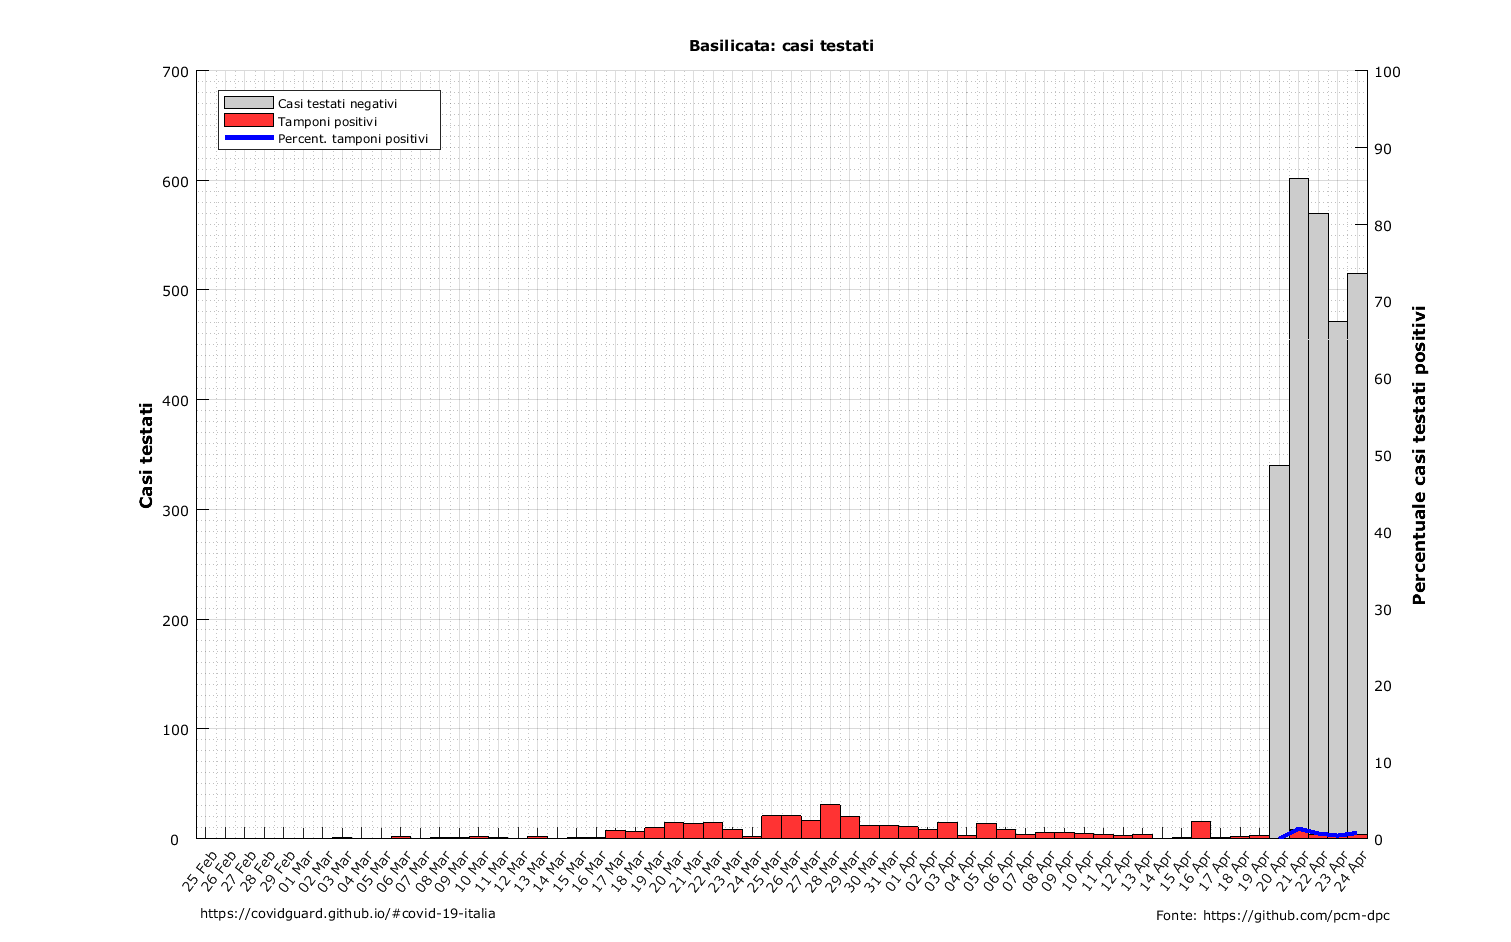 Basilicata: casi testati
Casi testati negativi
Tamponi positivi
Percent. tamponi positivi
Casi testati
700
600
500
400
300
200
100
0
100
90
80
70
60
50
40
30
20
10
0
Percentuale casi testati positivi
25 Feb
26 Feb
27 Feb
28 Feb
29 Feb
01 Mar
02 Mar
03 Mar
04 Mar
05 Mar
06 Mar
07 Mar
08 Mar
09 Mar
10 Mar
11 Mar
12 Mar
13 Mar
14 Mar
15 Mar
16 Mar
17 Mar
18 Mar
19 Mar
20 Mar
21 Mar
22 Mar
23 Mar
24 Mar
25 Mar
26 Mar
27 Mar
28 Mar
29 Mar
30 Mar
31 Mar
01 Apr
02 Apr
03 Apr
04 Apr
05 Apr
06 Apr
07 Apr
08 Apr
09 Apr
10 Apr
11 Apr
12 Apr
13 Apr
14 Apr
15 Apr
16 Apr
17 Apr
18 Apr
19 Apr
20 Apr
21 Apr
22 Apr
23 Apr
24 Apr
https://covidguard.github.io/#covid-19-italia
Fonte: https://github.com/pcm-dpc